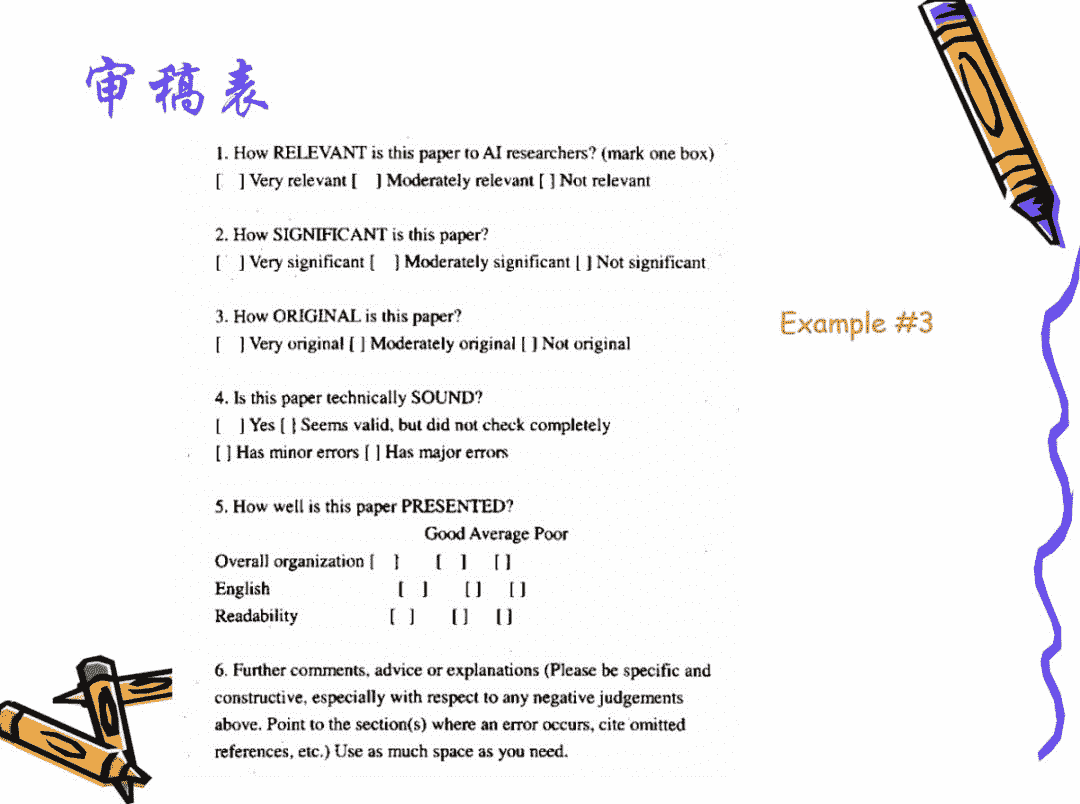 审稿表
1. How RELEVANT is this paper to AI researchers? (mark one box)
[ ] Very relevant [ ] Moderately relevant [ ] Not relevant
2. How SIGNIFICANT is this paper?
[ ] Very significant [ ] Moderately significant [ ] Not significant
3. How ORIGINAL is this paper?
[ ] Very original [ ] Moderately original [ ] Not original
Example #3
4. Is this paper technically SOUND?
[ ] Yes [ ] Seems valid, but did not check completely
[ ] Has minor errors [ ] Has major errors
5. How well is this paper PRESENTED?
Good Average Poor
Overall organization [ ] [ ] [ ]
English [ ] [ ] [ ]
Readability [ ] [ ] [ ]
6. Further comments, advice or explanations (Please be specific and
constructive, especially with respect to any negative judgements
above. Point to the section(s) where an error occurs, cite omitted
references, etc.) Use as much space as you need.